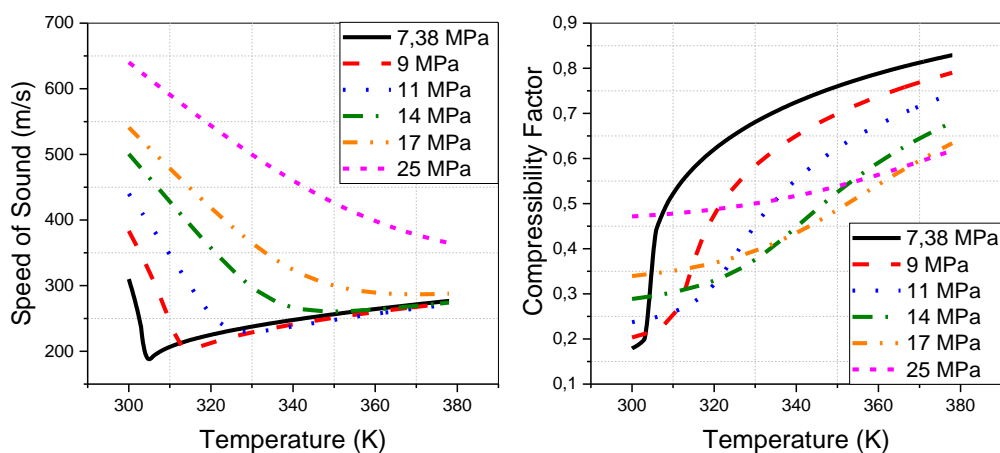 700
600
500
400
300
200
300
320
340
360
380
Speed of Sound (m/s)
Temperature (K)
7,38 MPa
9 MPa
11 MPa
14 MPa
17 MPa
25 MPa
0,9
0,8
0,7
0,6
0,5
0,4
0,3
0,2
0,1
300
320
340
360
380
Compressibility Factor
Temperature (K)
7,38 MPa
9 MPa
11 MPa
14 MPa
17 MPa
25 MPa